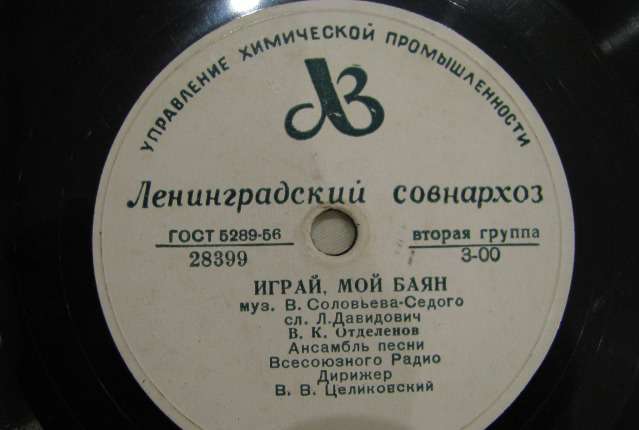 УПРАВЛЕНИЕ ХИМИЧЕСКОЙ ПРОМЫШЛЕННОСТИ
ЛЗ
Ленинградский совнархоз
ГОСТ 5289-56 вторая группа
28399 3-00
ИГРАЙ, МОЙ БАЯН
муз. В. Соловьева-Седого
сл. Л.Давидович
В. К. Отделенов
Ансамбль песни
Всесоюзного Радио
Дирижер
В. В. Целиковский